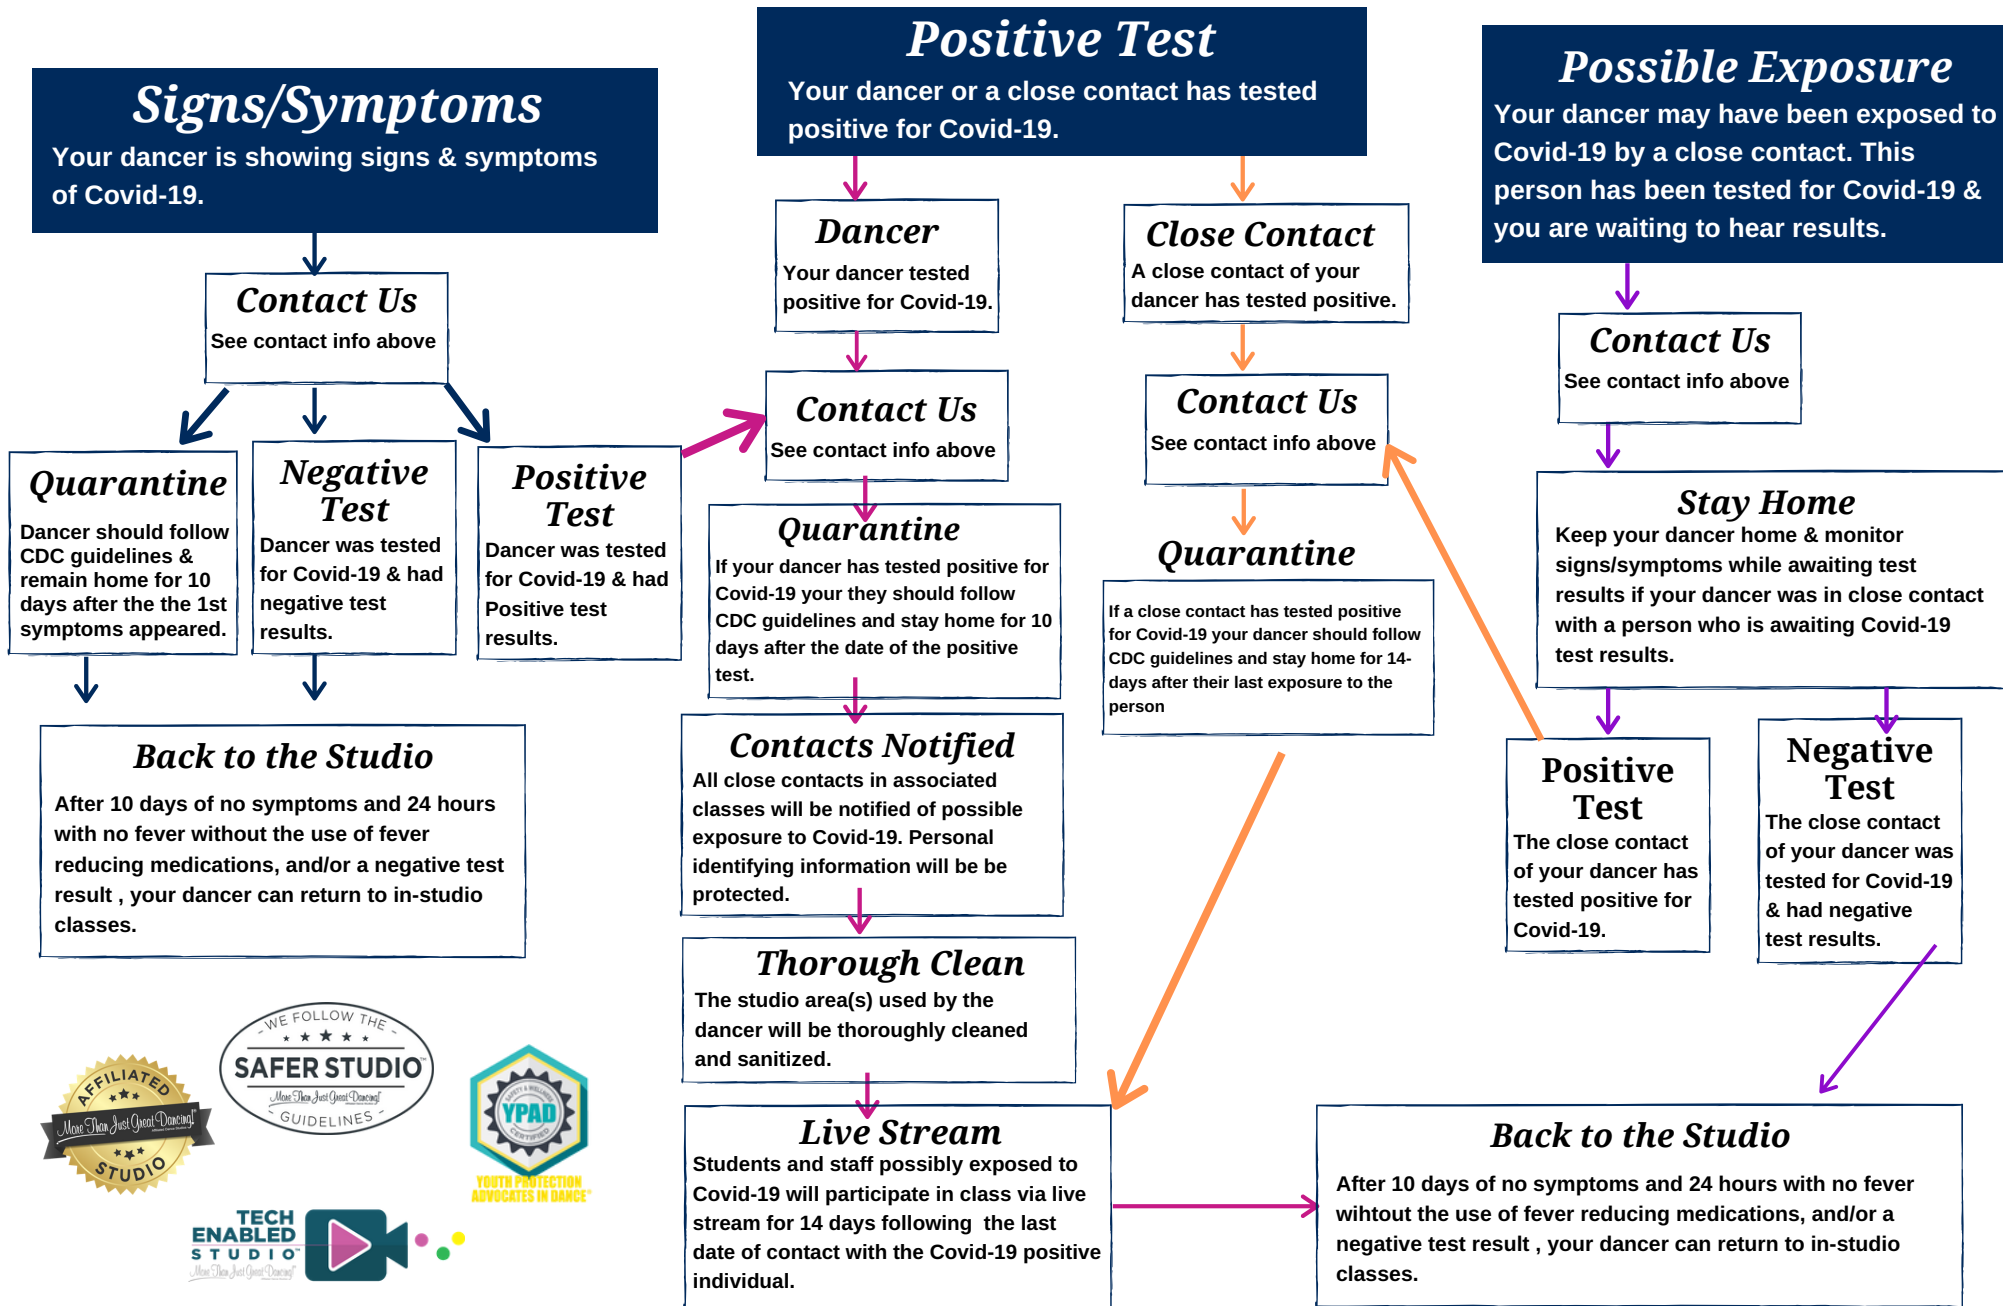 Signs/Symptoms
Your dancer is showing signs & symptoms
of Covid-19.
Contact Us
See contact info above
Quarantine
Dancer should follow
CDC guidelines &
remain home for 10
days after the the 1st
symptoms appeared.
Negative
Test
Dancer was tested
for Covid-19 & had
negative test
results.
Positive
Test
Dancer was tested
for Covid-19 & had
Positive test
results.
Back to the Studio
After 10 days of no symptoms and 24 hours
with no fever without the use of fever
reducing medications, and/or a negative test
result , your dancer can return to in-studio
classes.
Positive Test
Your dancer or a close contact has tested
positive for Covid-19.
Dancer
Your dancer tested
positive for Covid-19.
Contact Us
See contact info above
Quarantine
If your dancer has tested positive for
Covid-19 your they should follow
CDC guidelines and stay home for 10
days after the date of the positive
test.
Contacts Notified
All close contacts in associated
classes will be notified of possible
exposure to Covid-19. Personal
identifying information will be be
protected.
Thorough Clean
The studio area(s) used by the
dancer will be thoroughly cleaned
and sanitized.
Live Stream
Students and staff possibly exposed to
Covid-19 will participate in class via live
stream for 14 days following  the last
date of contact with the Covid-19 positive
individual.
Close Contact
A close contact of your
dancer has tested positive.
Contact Us
See contact info above
Quarantine
If a close contact has tested positive
for Covid-19 your dancer should follow
CDC guidelines and stay home for 14-
days after their last exposure to the
person
Possible Exposure
Your dancer may have been exposed to
Covid-19 by a close contact. This
person has been tested for Covid-19 &
you are waiting to hear results.
Contact Us
See contact info above
Stay Home
Keep your dancer home & monitor
signs/symptoms while awaiting test
results if your dancer was in close contact
with a person who is awaiting Covid-19
test results.
Positive
Test
The close contact
of your dancer has
tested positive for
Covid-19.
Negative
Test
The close contact
of your dancer was
tested for Covid-19
& had negative
test results.
Back to the Studio
After 10 days of no symptoms and 24 hours with no fever
wihtout the use of fever reducing medications, and/or a
negative test result , your dancer can return to in-studio
classes.
AFFILIATED
More Than Just Great Dancing!
STUDIO
- WE FOLLOW THE -
SAFER STUDIO™
More Than Just Great Dancing!
- GUIDELINES -
SAFETY & WELLNESS
YPAD
CERTIFIED
YOUTH PROTECTION
ADVOCATES IN DANCE
TECH
ENABLED
STUDIO™
More Than Just Great Dancing!